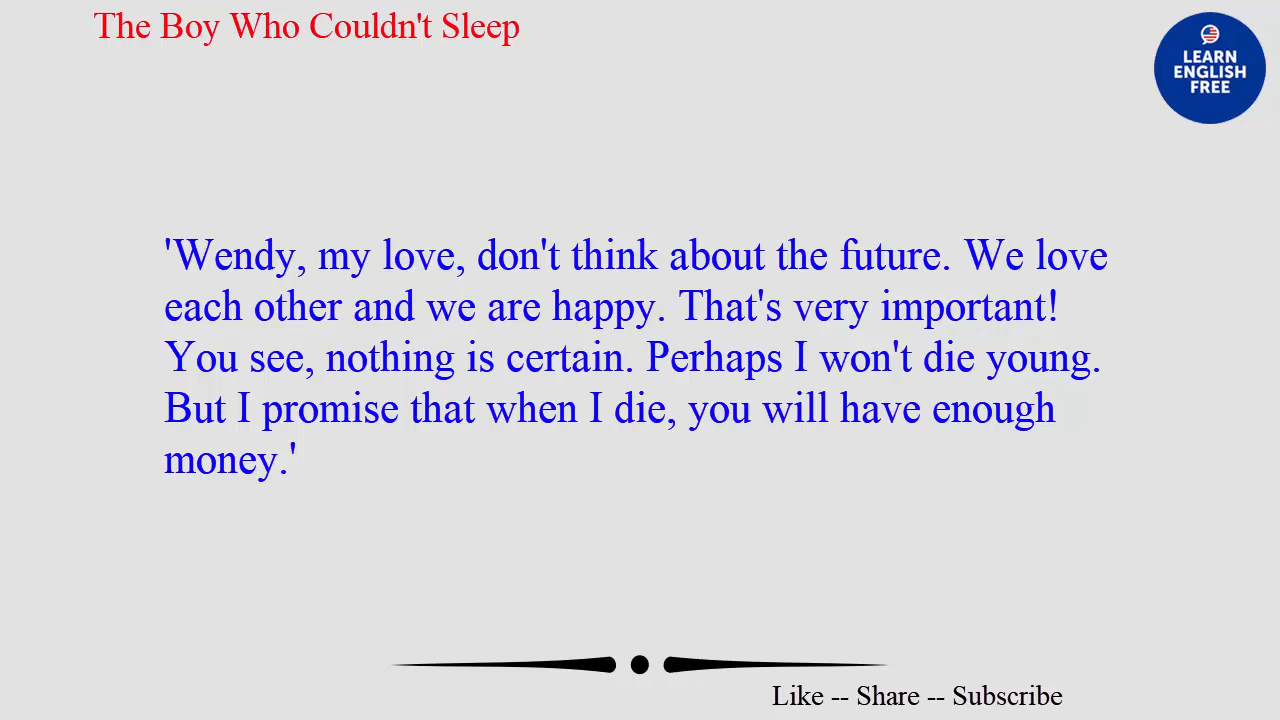 The Boy Who Couldn't Sleep
LEARN
ENGLISH
FREE
'Wendy, my love, don't think about the future. We love
each other and we are happy. That's very important!
You see, nothing is certain. Perhaps I won't die young.
But I promise that when I die, you will have enough
money.'
Like -- Share -- Subscribe